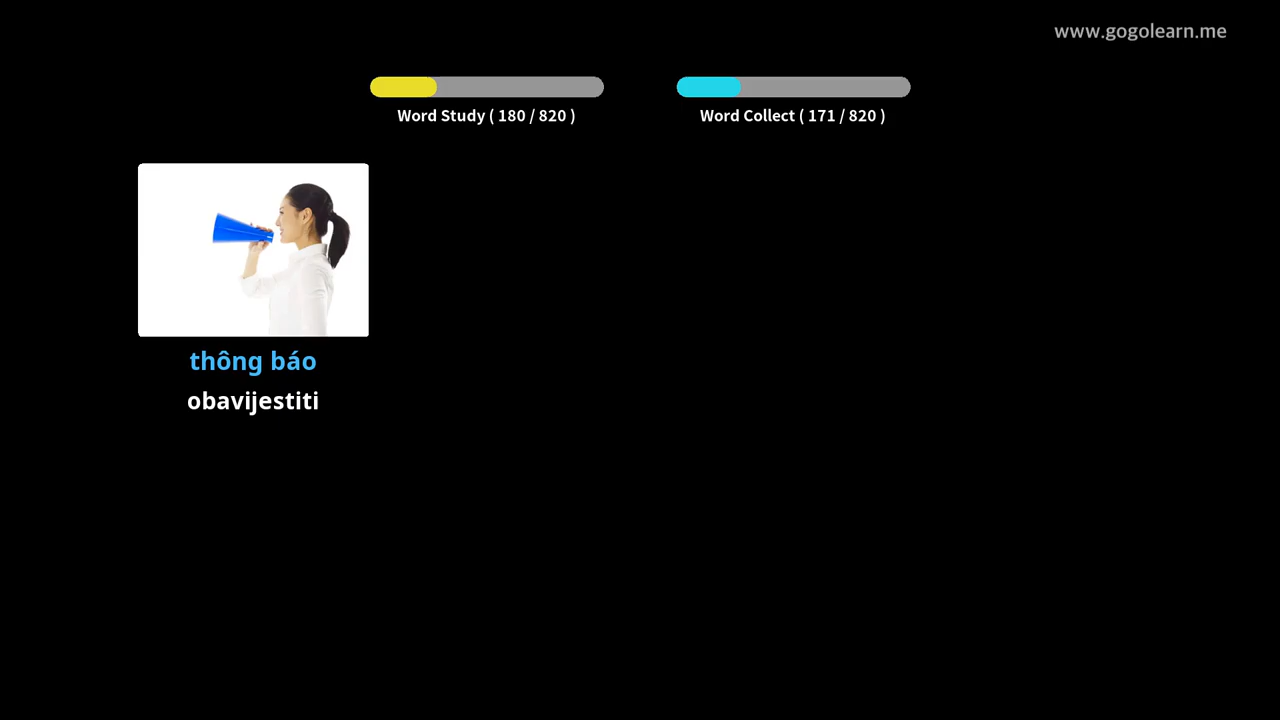 www.gogolearn.me
Word Study ( 180 / 820 )
Word Collect ( 171 / 820 )
thông báo
obavijestiti